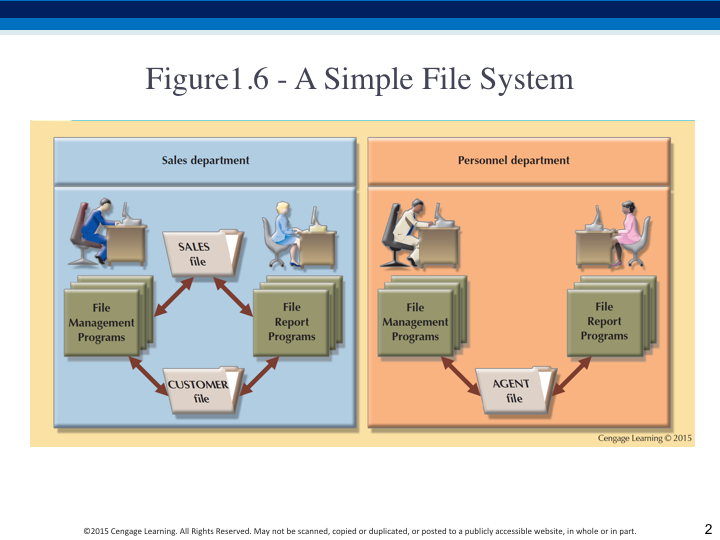 Figure1.6 - A Simple File System
Sales department
SALES
file
File
Management
Programs
File
Report
Programs
CUSTOMER
file
Personnel department
File
Management
Programs
File
Report
Programs
AGENT
file
Cengage Learning © 2015
©2015 Cengage Learning. All Rights Reserved. May not be scanned, copied or duplicated, or posted to a publicly accessible website, in whole or in part.
2